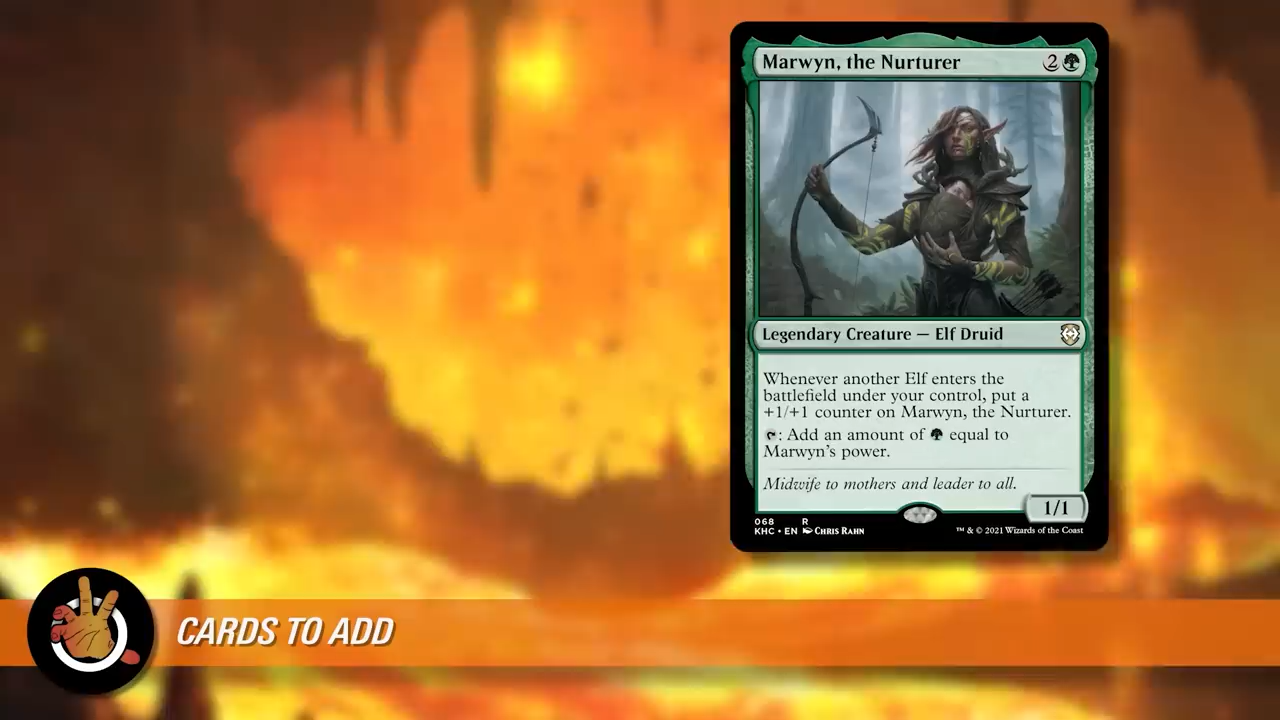 Marwyn, the Nurturer 2
Legendary Creature — Elf Druid
Whenever another Elf enters the
battlefield under your control, put a
+1/+1 counter on Marwyn, the Nurturer.
: Add an amount of equal to
Marwyn's power.
Midwife to mothers and leader to all.
1/1
068 R
KHC • EN Chris Rahn ™ & © 2021 Wizards of the Coast
CARDS TO ADD